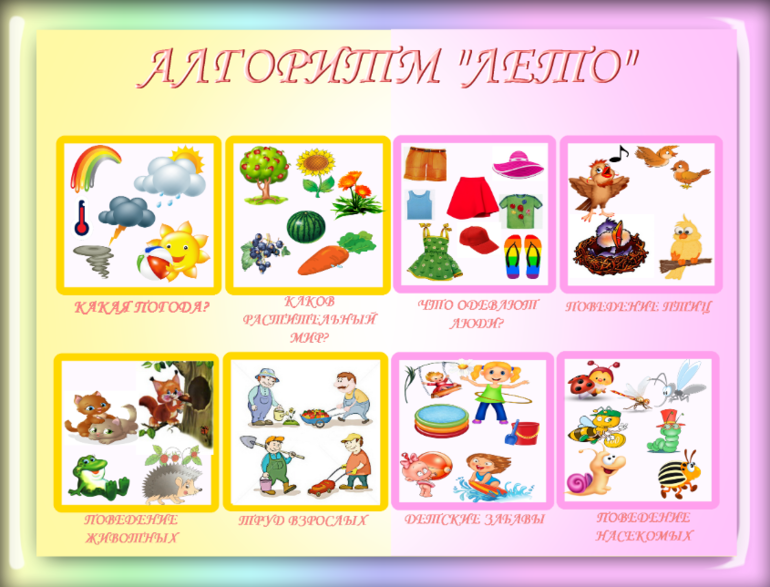 АЛГОРИТМ "ЛЕТО"
КАКАЯ ПОГОДА?
КАКОВ
РАСТИТЕЛЬНЫЙ
МИР?
ЧТО ОДЕВАЮТ
ЛЮДИ?
ПОВЕДЕНИЕ ПТИЦ
ПОВЕДЕНИЕ
ЖИВОТНЫХ
ТРУД ВЗРОСЛЫХ
ДЕТСКИЕ ЗАБАВЫ
ПОВЕДЕНИЕ
НАСЕКОМЫХ